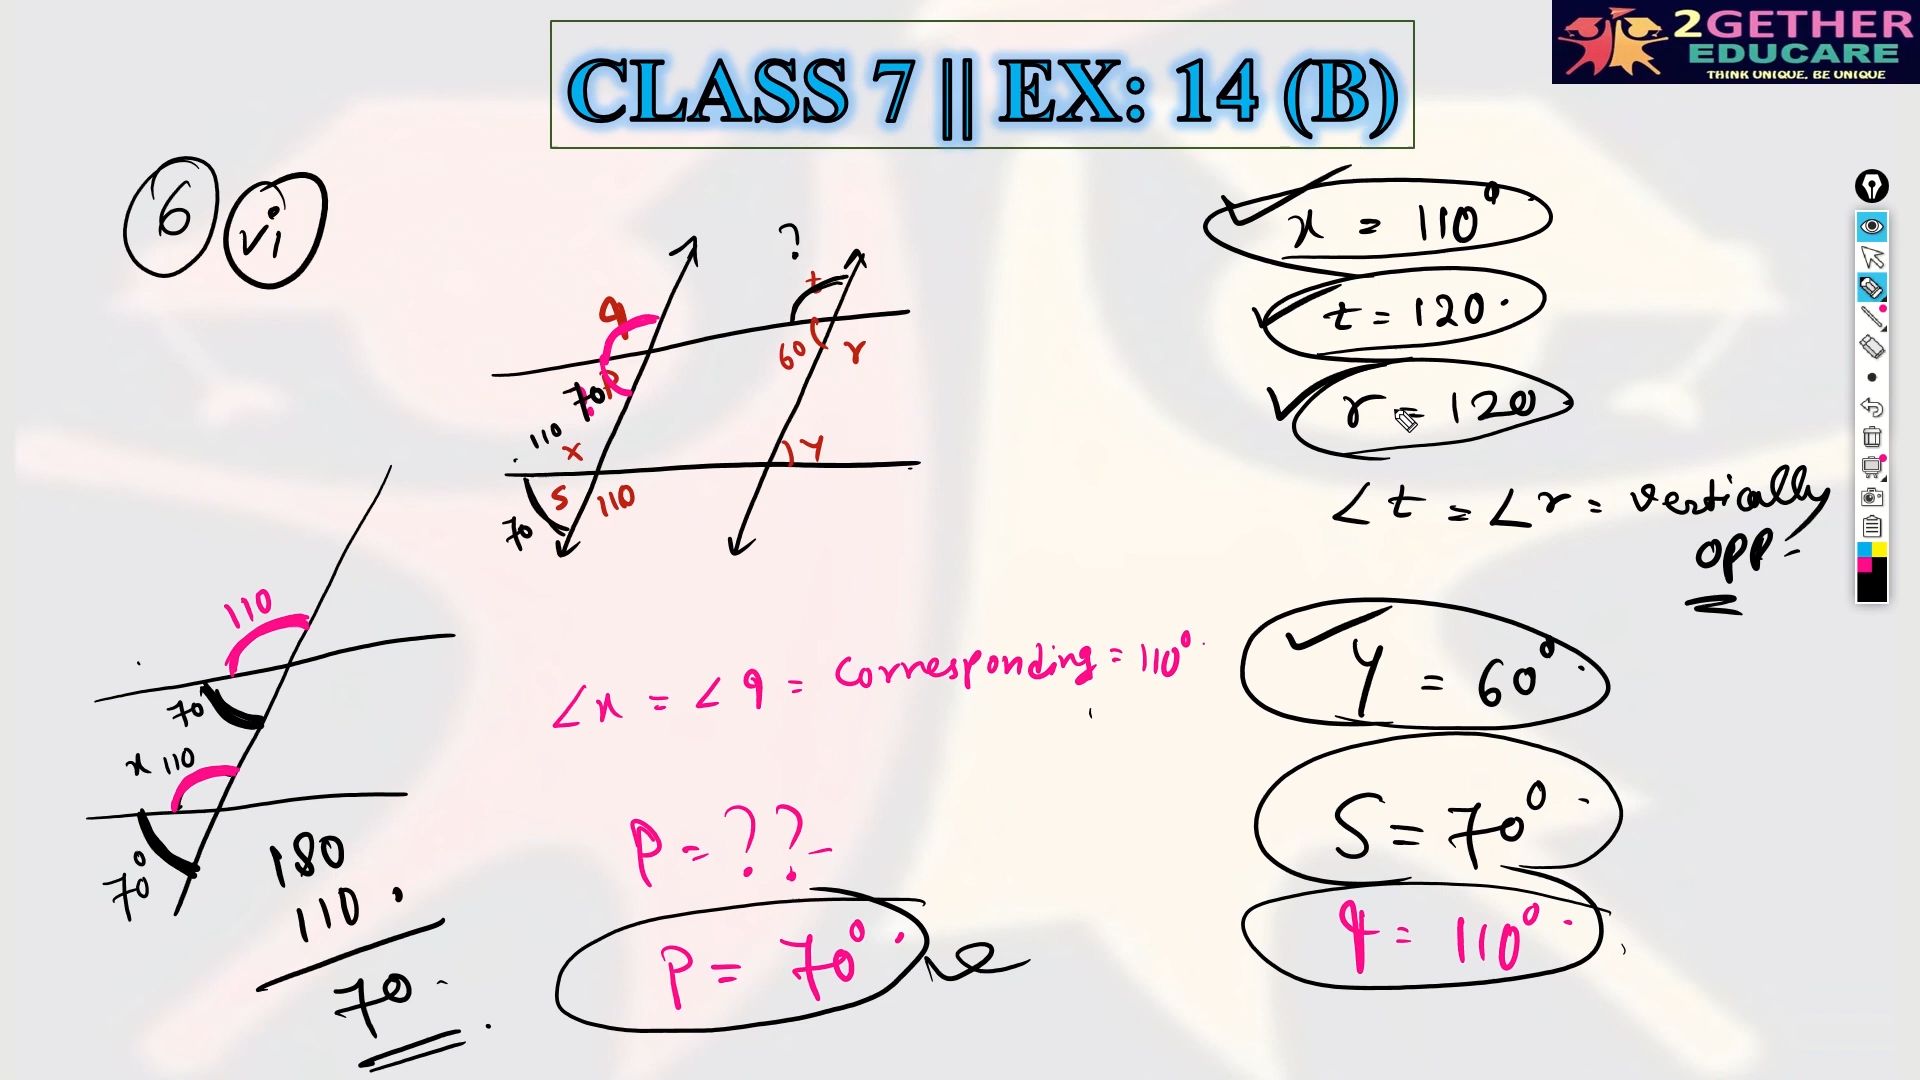 2GETHER
EDUCARE
THINK UNIQUE, BE UNIQUE
CLASS 7 || EX: 14 (B)
6 vi
?
q
t
60 r
70 P
110
x
y
S 110
70
x = 110°
t = 120
r = 120
∠t = ∠r = vertically
opp
110
70
x 110
70°
180
110
70
∠x = ∠q = Corresponding = 110°
P = ??
P = 70°
y = 60°
S = 70°
q = 110°